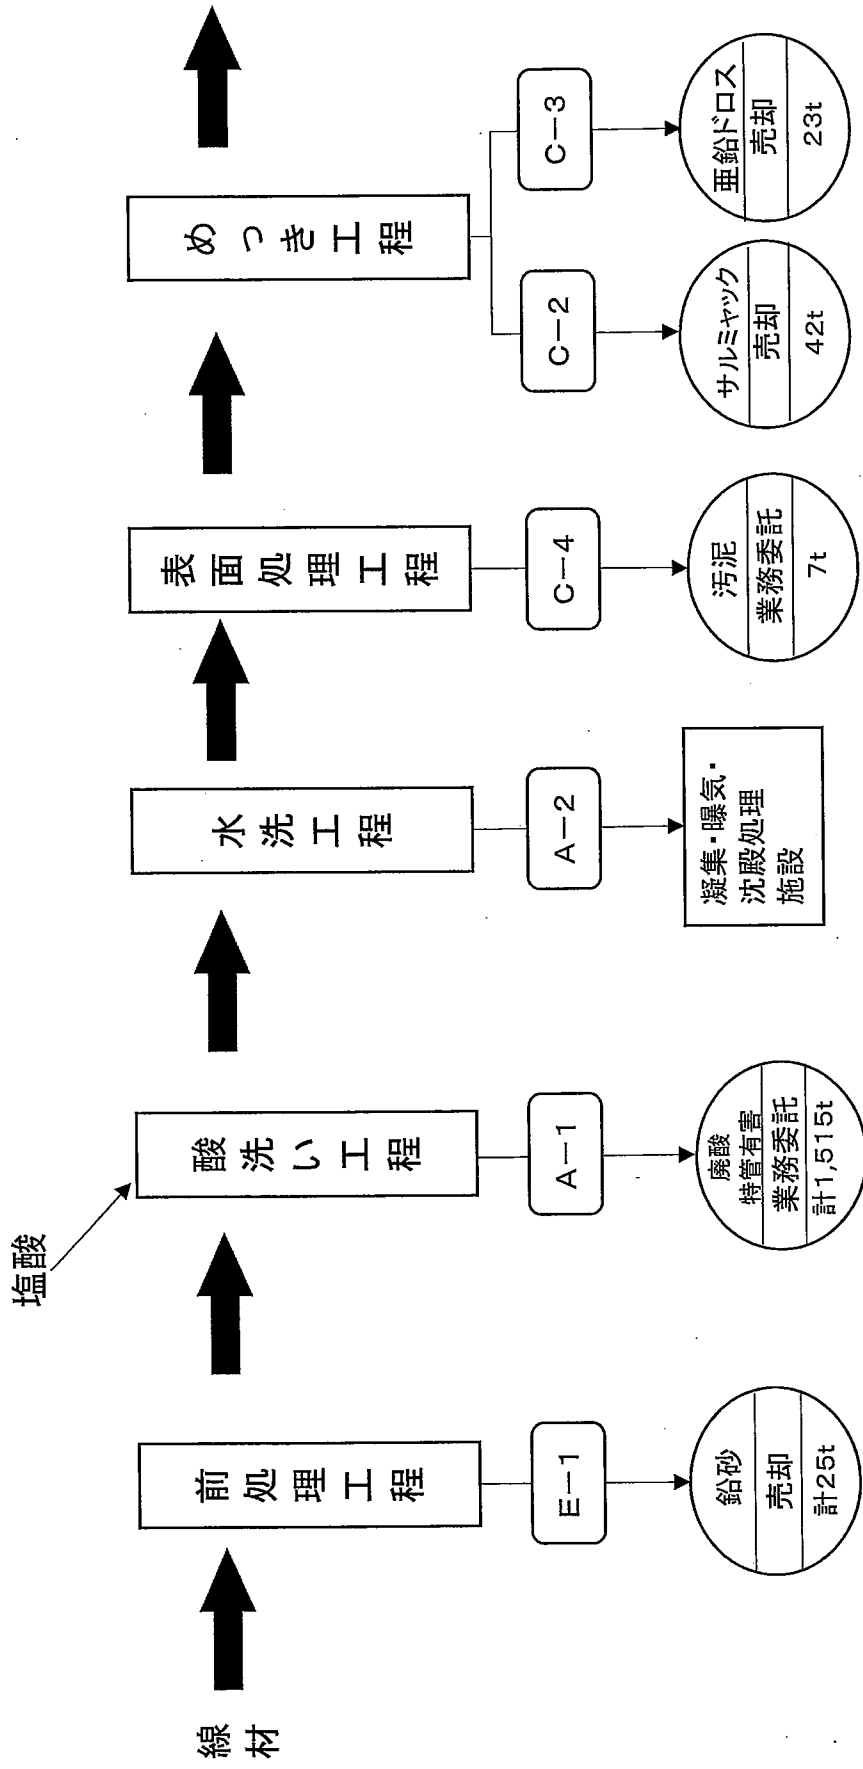 塩酸
線材
前処理工程
酸洗い工程
水洗工程
表面処理工程
めっき工程
E-1
A-1
A-2
C-4
C-2
C-3
鉛砂
売却
計25t
廃酸
特管有害
業務委託
計1,515t
凝集・曝気・
沈殿処理
施設
汚泥
業務委託
7t
サルミヤック
売却
42t
亜鉛ドロス
売却
23t